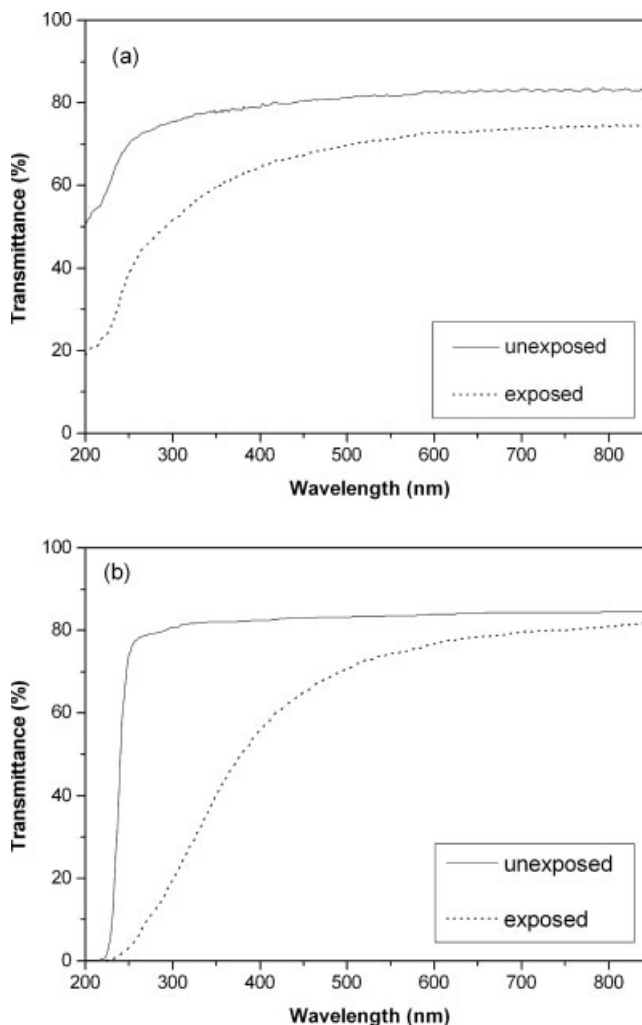 100
(a)
80
60
40
20
0
Transmittance (%)
unexposed
exposed
200 300 400 500 600 700 800
Wavelength (nm)
100
(b)
80
60
40
20
0
Transmittance (%)
unexposed
exposed
200 300 400 500 600 700 800
Wavelength (nm)